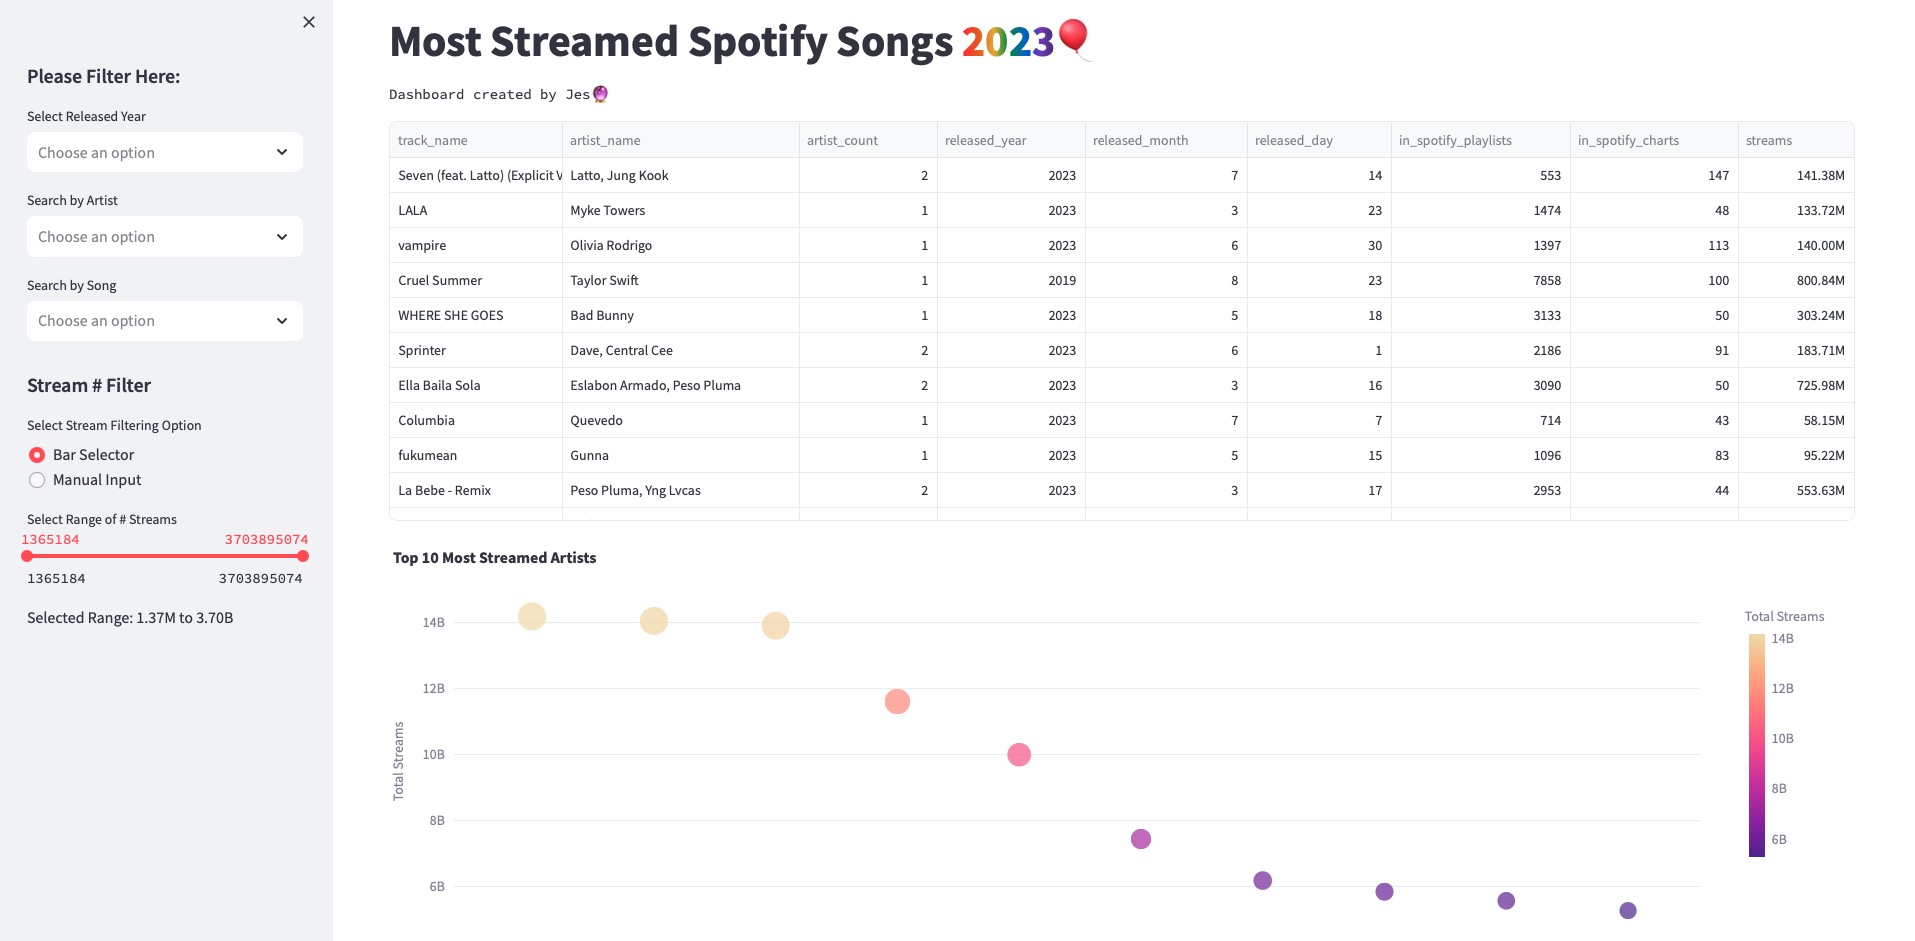 Please Filter Here:
Select Released Year
Choose an option
Search by Artist
Choose an option
Search by Song
Choose an option
Stream # Filter
Select Stream Filtering Option
Bar Selector
Manual Input
Select Range of # Streams
1365184 3703895074
1365184 3703895074
Selected Range: 1.37M to 3.70B
Most Streamed Spotify Songs 2023
Dashboard created by Jes
track_name artist_name artist_count released_year released_month released_day in_spotify_playlists in_spotify_charts streams
Seven (feat. Latto) (Explicit V Latto, Jung Kook 2 2023 7 14 553 147 141.38M
LALA Myke Towers 1 2023 3 23 1474 48 133.72M
vampire Olivia Rodrigo 1 2023 6 30 1397 113 140.00M
Cruel Summer Taylor Swift 1 2019 8 23 7858 100 800.84M
WHERE SHE GOES Bad Bunny 1 2023 5 18 3133 50 303.24M
Sprinter Dave, Central Cee 2 2023 6 1 2186 91 183.71M
Ella Baila Sola Eslabon Armado, Peso Pluma 2 2023 3 16 3090 50 725.98M
Columbia Quevedo 1 2023 7 7 714 43 58.15M
fukumean Gunna 1 2023 5 15 1096 83 95.22M
La Bebe - Remix Peso Pluma, Yng Lvcas 2 2023 3 17 2953 44 553.63M
Top 10 Most Streamed Artists
Total Streams
14B
12B
10B
8B
6B
Total Streams
14B
12B
10B
8B
6B